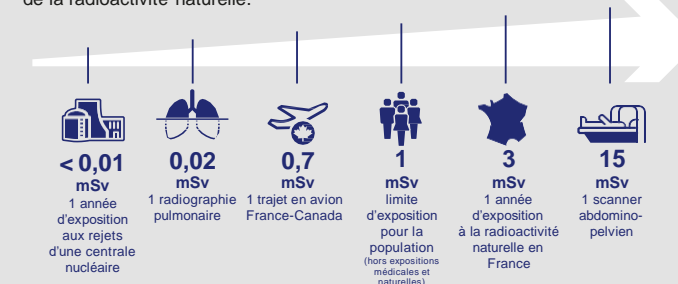 de la radioactivité naturelle.
< 0,01
mSv
1 année
d'exposition
aux rejets
d'une centrale
nucléaire
0,02
mSv
1 radiographie
pulmonaire
0,7
mSv
1 trajet en avion
France-Canada
1
mSv
limite
d'exposition
pour la
population
(hors expositions
médicales et
naturelles)
3
mSv
1 année
d'exposition
à la radioactivité
naturelle en
France
15
mSv
1 scanner
abdomino-
pelvien